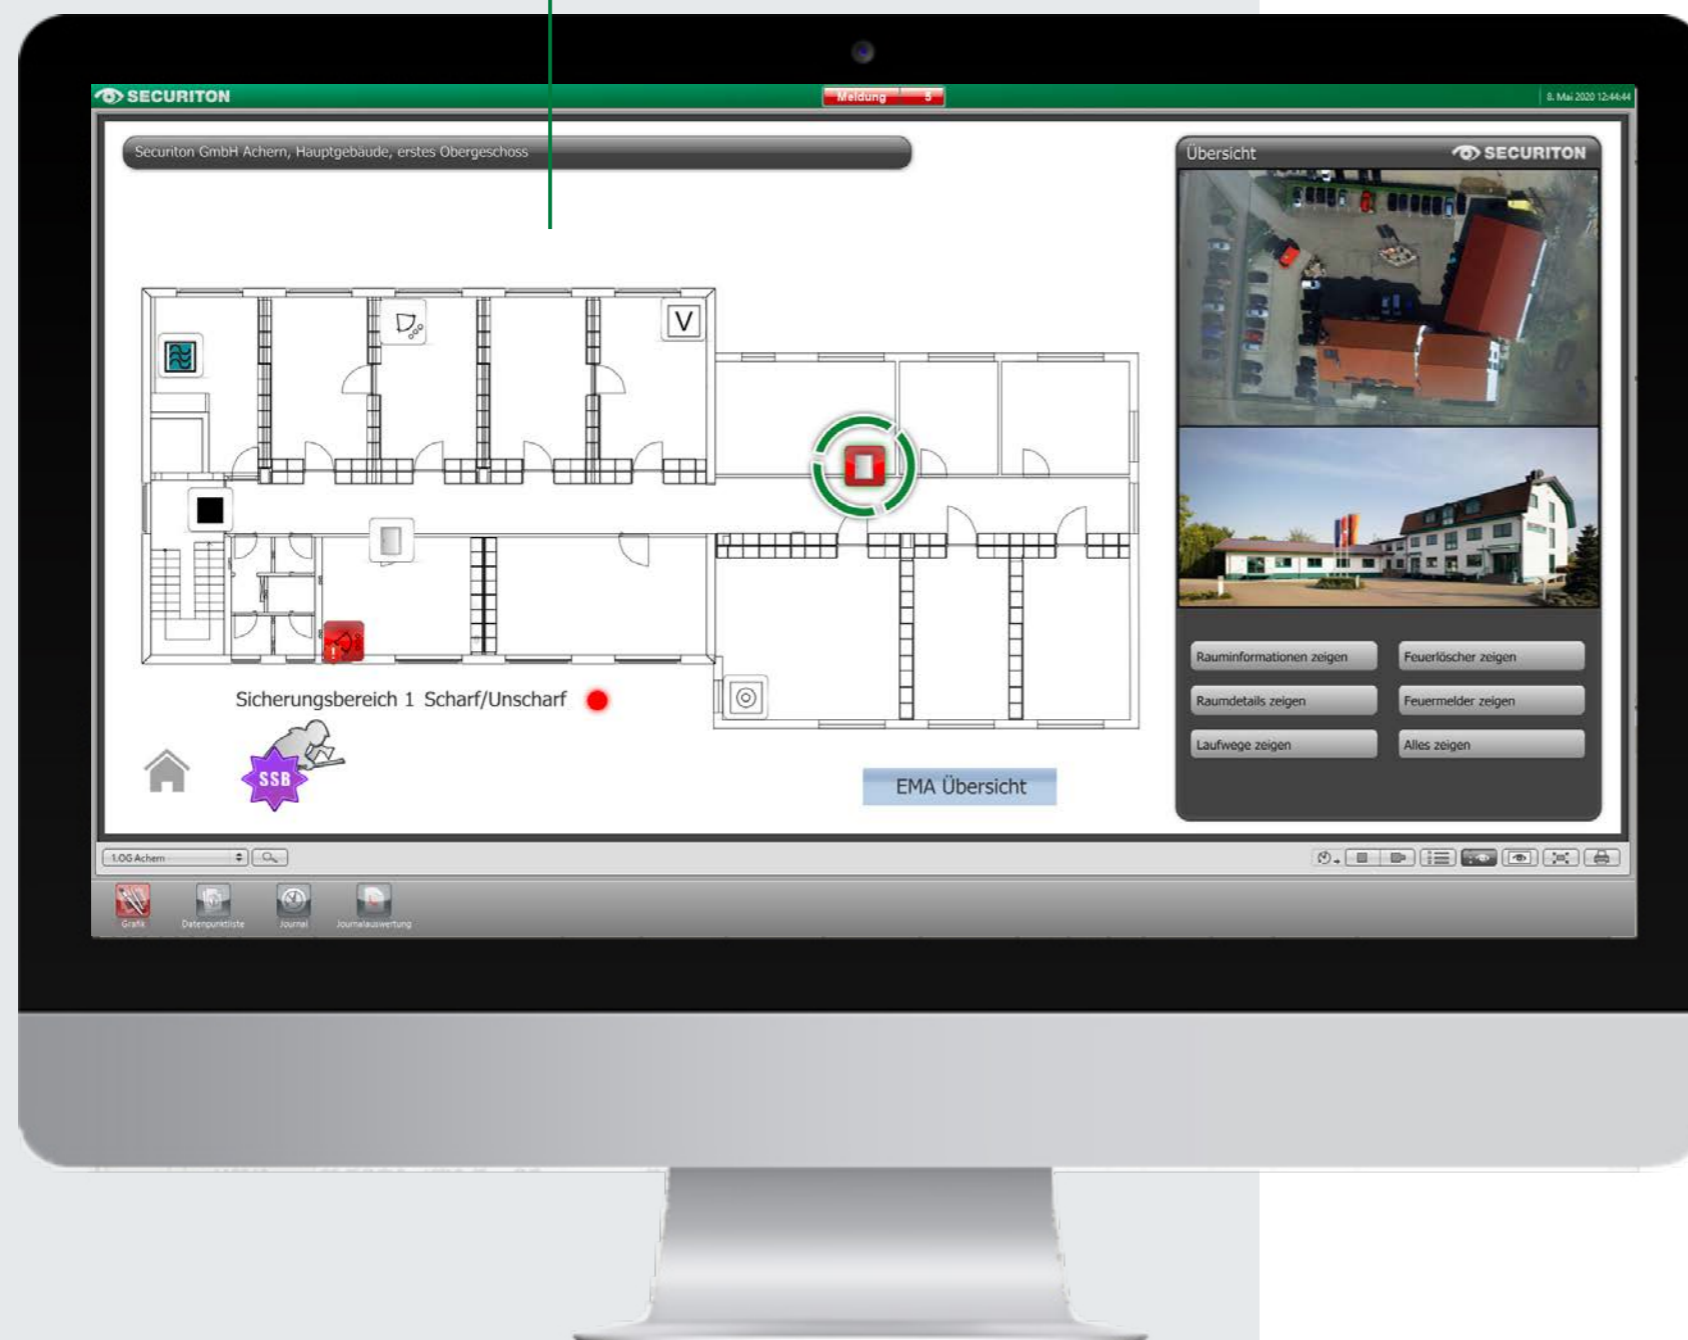 SECURITON
Meldung 5
8. Mai 2020 12:44:44
Securiton GmbH Achern, Hauptgebäude, erstes Obergeschoss
Übersicht
SECURITON
V
Sicherungsbereich 1 Scharf/Unscharf
SSB
EMA Übersicht
Rauminformationen zeigen
Feuerlöscher zeigen
Raumdetails zeigen
Feuermelder zeigen
Laufwege zeigen
Alles zeigen
1.OG Achern
Grafik
Datenpunktliste
Journal
Journalauswertung